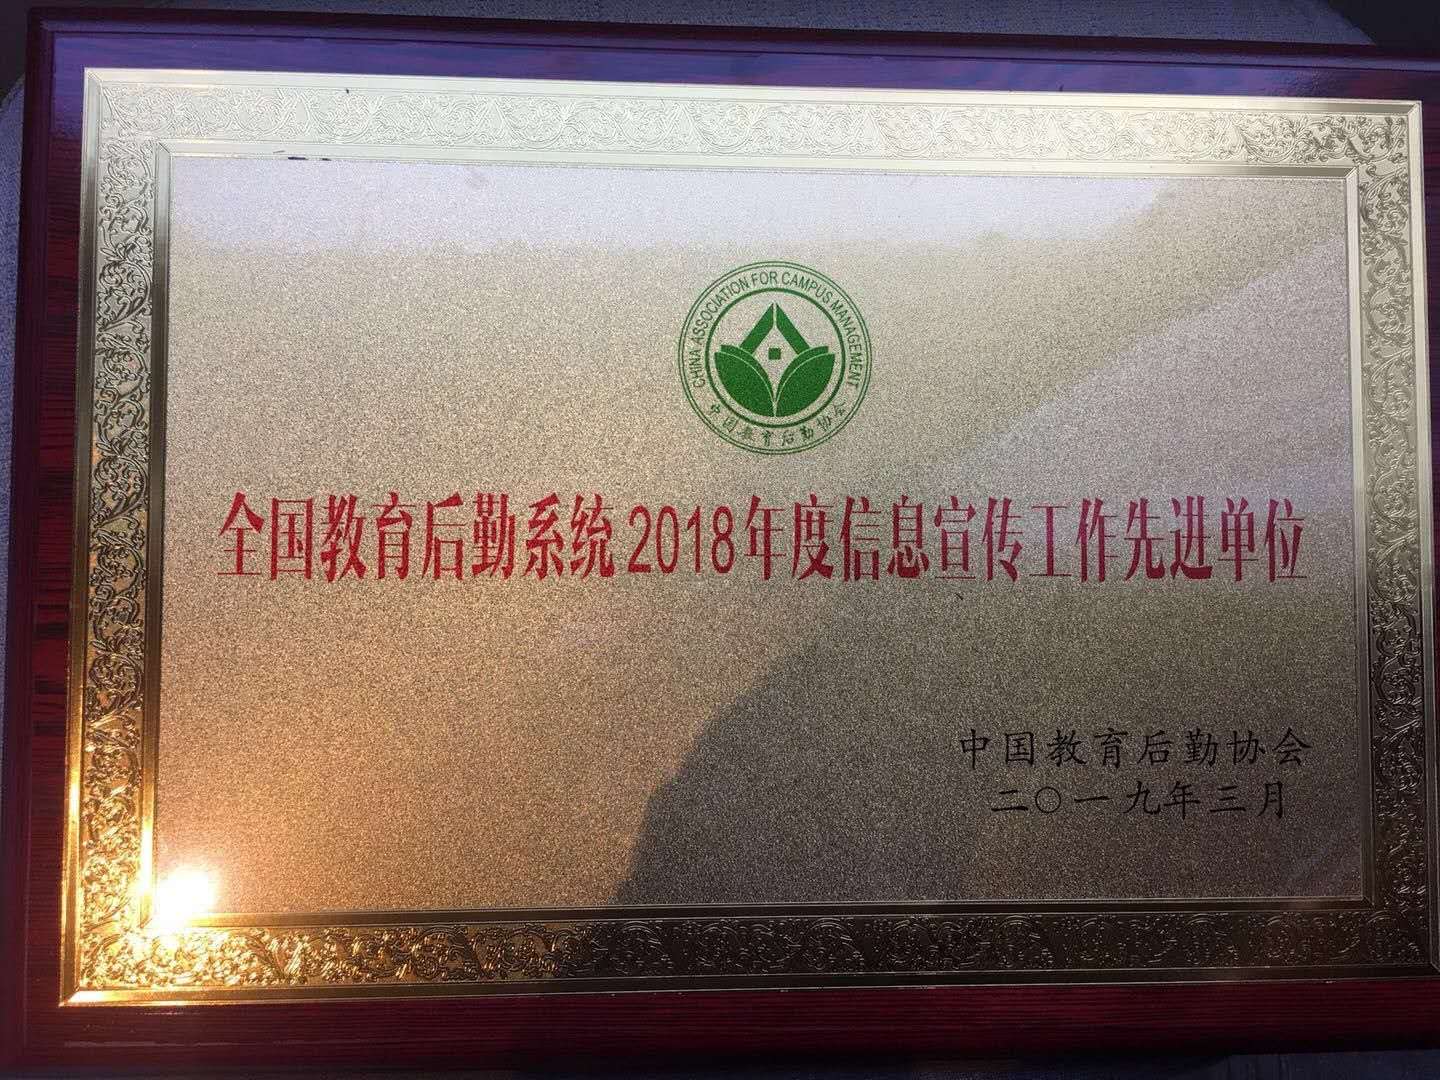 CHINA ASSOCIATION FOR CAMPUS MANAGEMENT
中国教育后勤协会
全国教育后勤系统2018年度信息宣传工作先进单位
中国教育后勤协会
二〇一九年三月